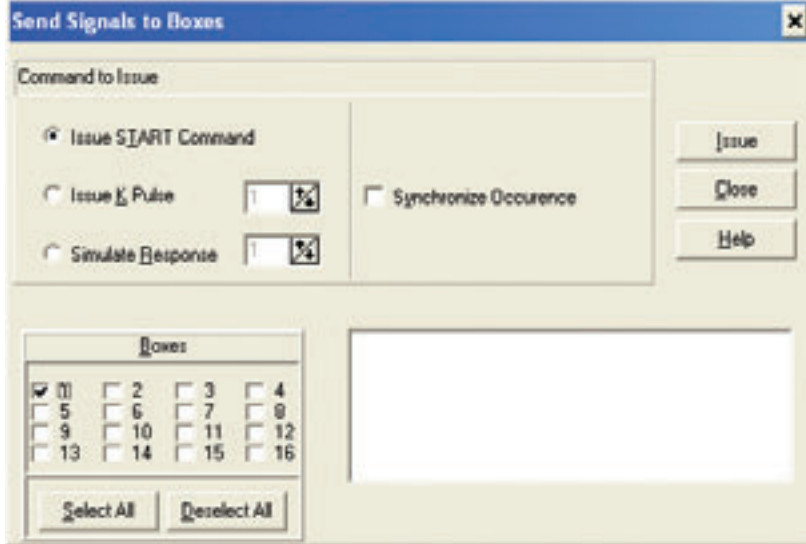 Send Signals to Boxes
Command to Issue
Issue START Command
Issue K Pulse 1
Simulate Response 1
Synchronize Occurence
Issue
Close
Help
Boxes
1 2 3 4
5 6 7 8
9 10 11 12
13 14 15 16
Select All Deselect All